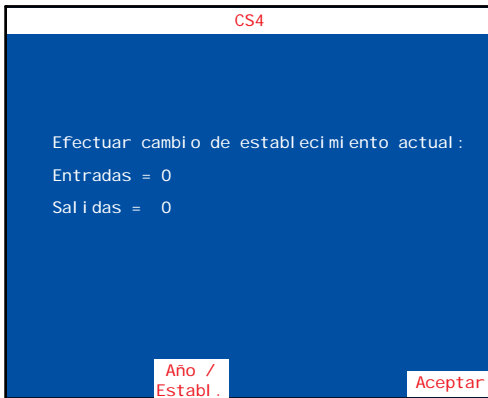 CS4
Efectuar cambio de establecimiento actual:
Entradas = 0
Salidas = 0
Año /
Establ.
Aceptar